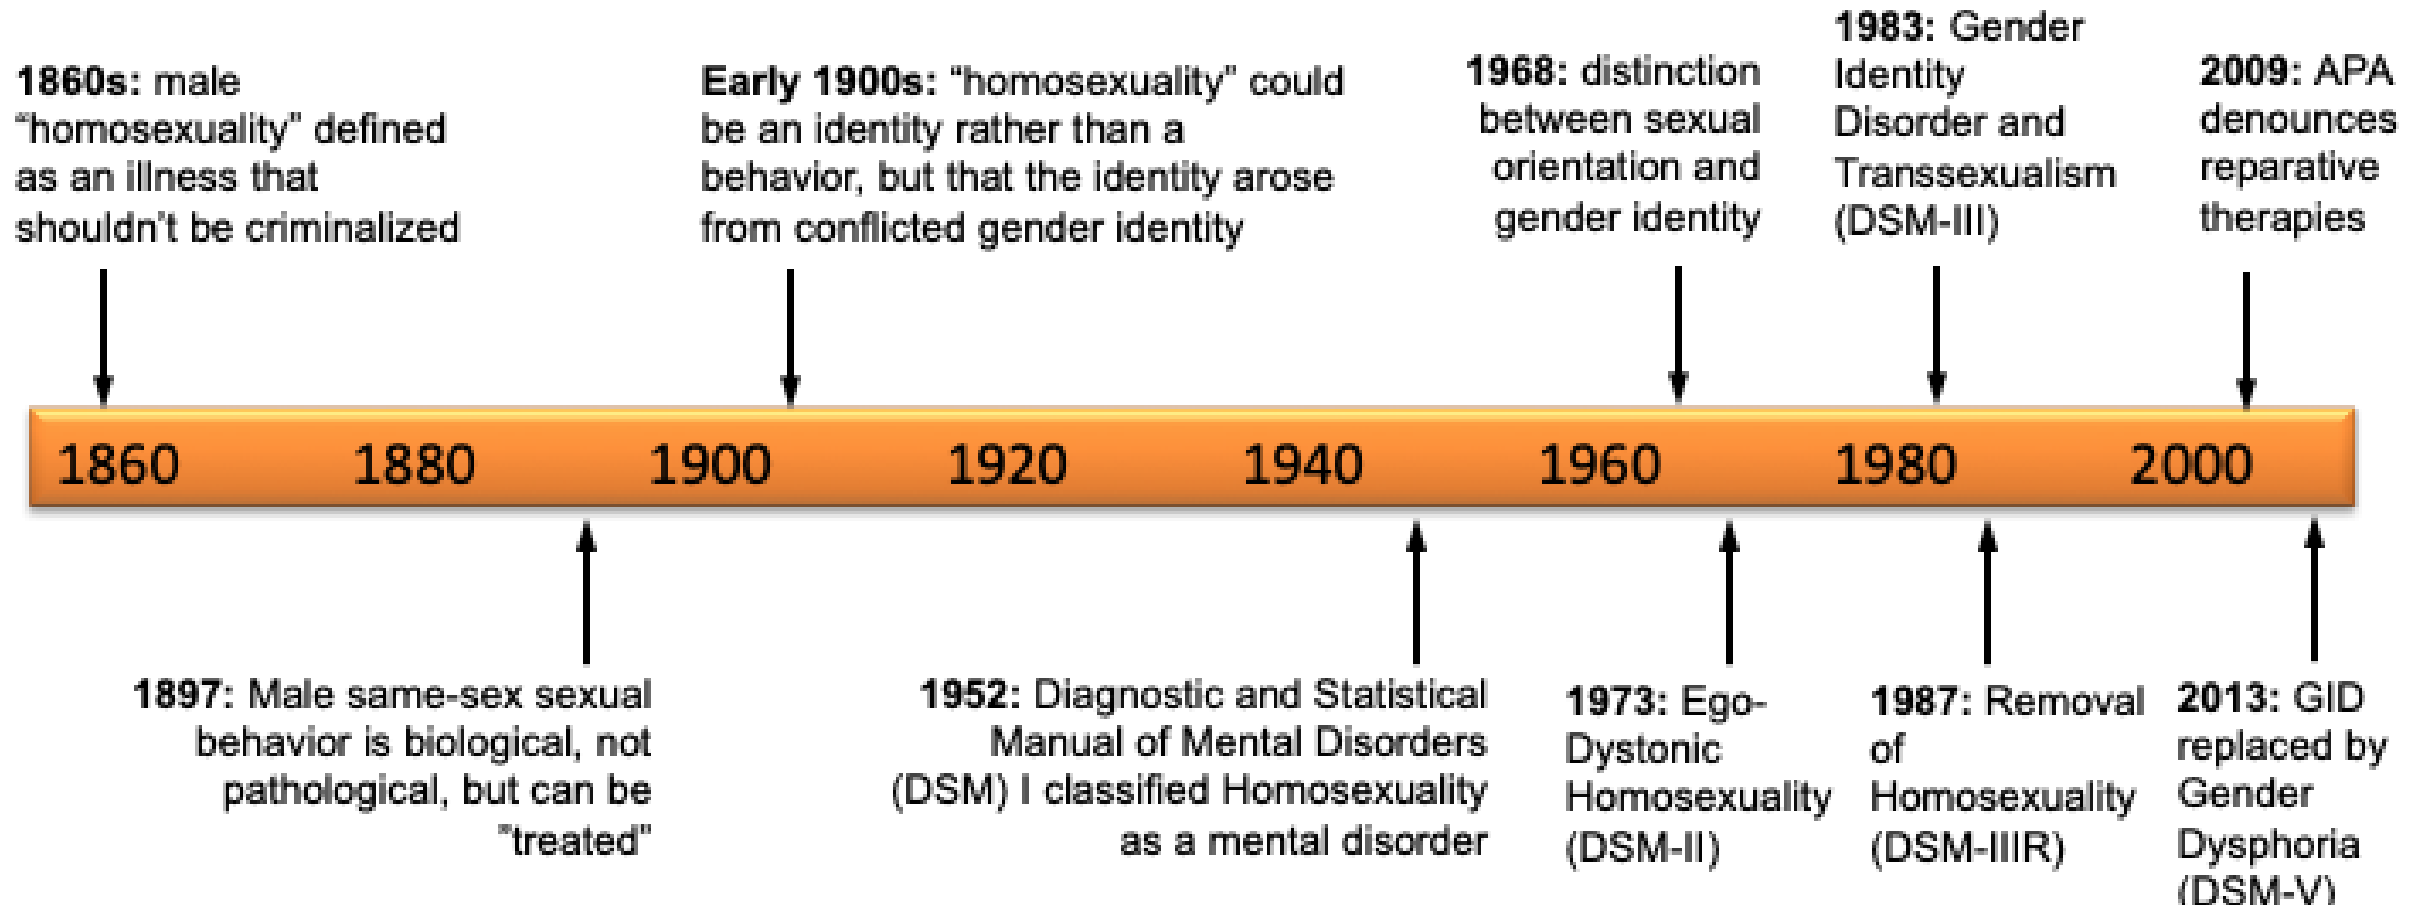 1860s: male
“homosexuality” defined
as an illness that
shouldn’t be criminalized
Early 1900s: “homosexuality” could
be an identity rather than a
behavior, but that the identity arose
from conflicted gender identity
1968: distinction
between sexual
orientation and
gender identity
1983: Gender
Identity
Disorder and
Transsexualism
(DSM-III)
2009: APA
denounces
reparative
therapies
1860 1880 1900 1920 1940 1960 1980 2000
1897: Male same-sex sexual
behavior is biological, not
pathological, but can be
”treated”
1952: Diagnostic and Statistical
Manual of Mental Disorders
(DSM) I classified Homosexuality
as a mental disorder
1973: Ego-
Dystonic
Homosexuality
(DSM-II)
1987: Removal
of
Homosexuality
(DSM-IIIR)
2013: GID
replaced by
Gender
Dysphoria
(DSM-V)